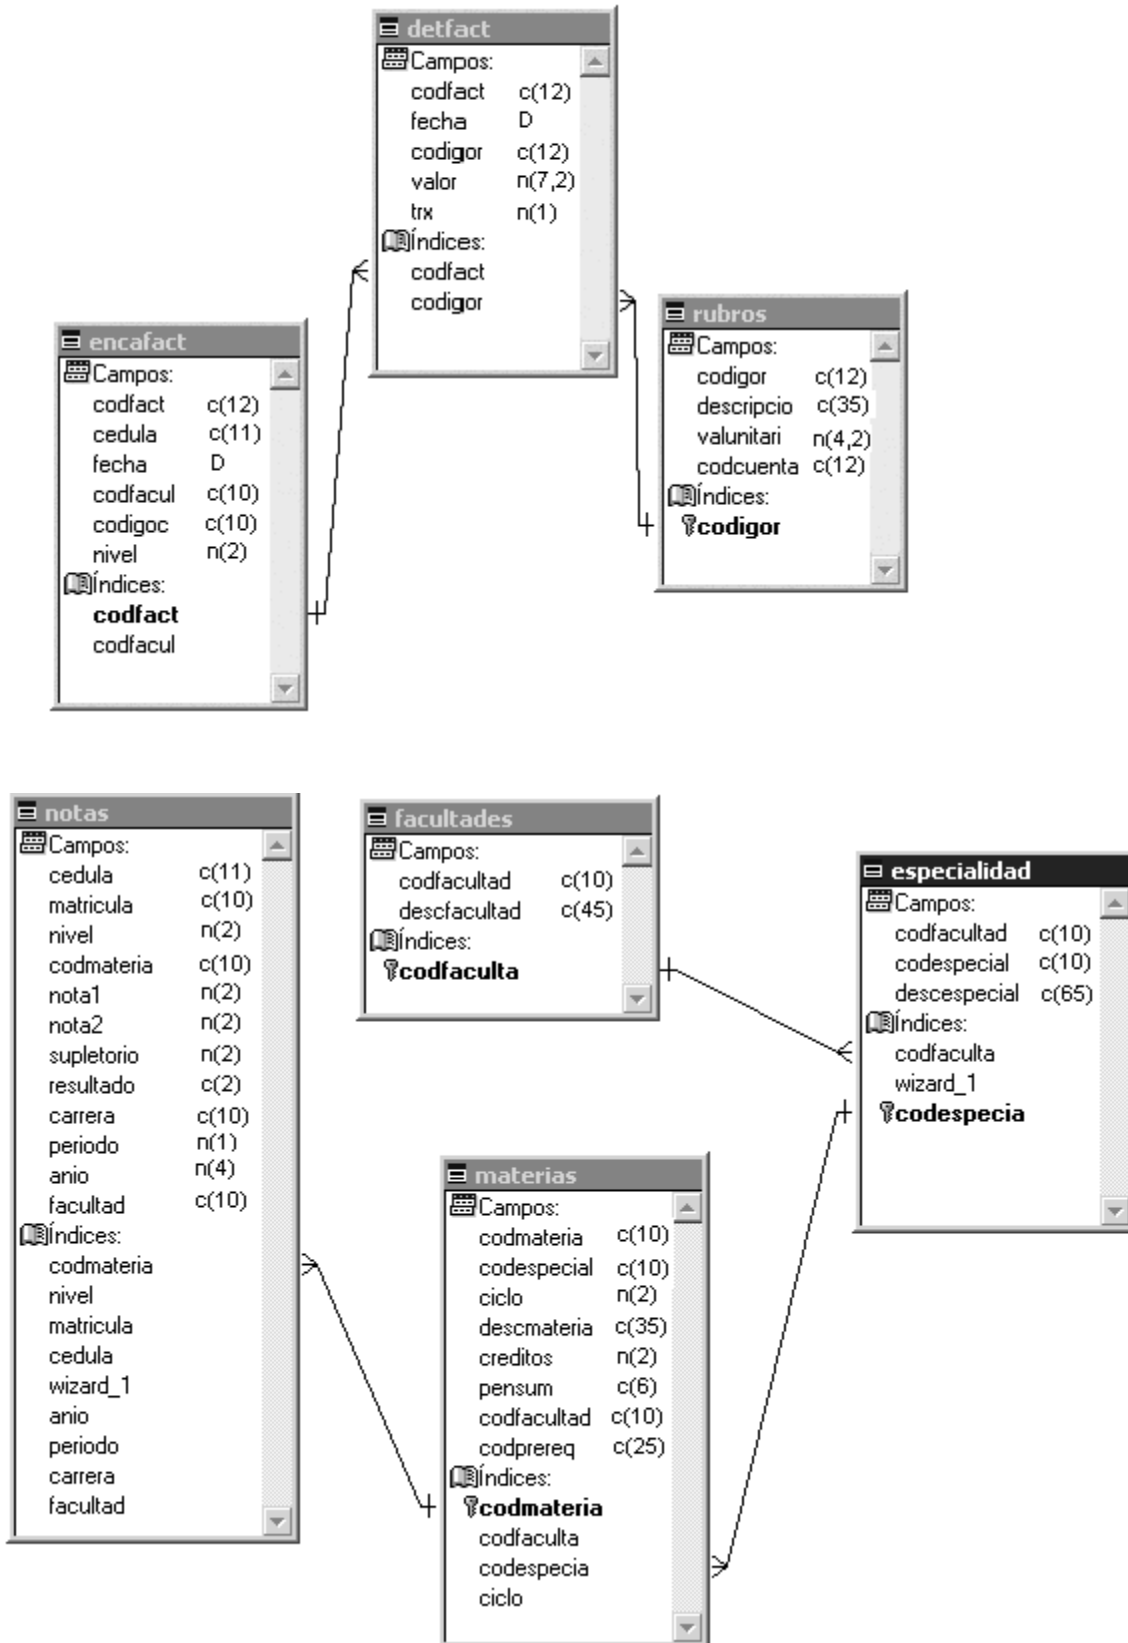 detfact
Campos:
codfact c(12)
fecha D
codigor c(12)
valor n(7,2)
trx n(1)
Índices:
codfact
codigor
encafact
Campos:
codfact c(12)
cedula c(11)
fecha D
codfacul c(10)
codigoc c(10)
nivel n(2)
Índices:
codfact
codfacul
rubros
Campos:
codigor c(12)
descripcio c(35)
valunitari n(4,2)
codcuenta c(12)
Índices:
codigor
notas
Campos:
cedula c(11)
matricula c(10)
nivel n(2)
codmateria c(10)
nota1 n(2)
nota2 n(2)
supletorio n(2)
resultado c(2)
carrera c(10)
periodo n(1)
anio n(4)
facultad c(10)
Índices:
codmateria
nivel
matricula
cedula
wizard_1
anio
periodo
carrera
facultad
facultades
Campos:
codfacultad c(10)
descfacultad c(45)
Índices:
codfaculta
especialidad
Campos:
codfacultad c(10)
codespecial c(10)
descespecial c(65)
Índices:
codfaculta
wizard_1
codespecia
materias
Campos:
codmateria c(10)
codespecial c(10)
ciclo n(2)
descmateria c(35)
creditos n(2)
pensum c(6)
codfacultad c(10)
codprereq c(25)
Índices:
codmateria
codfaculta
codespecia
ciclo